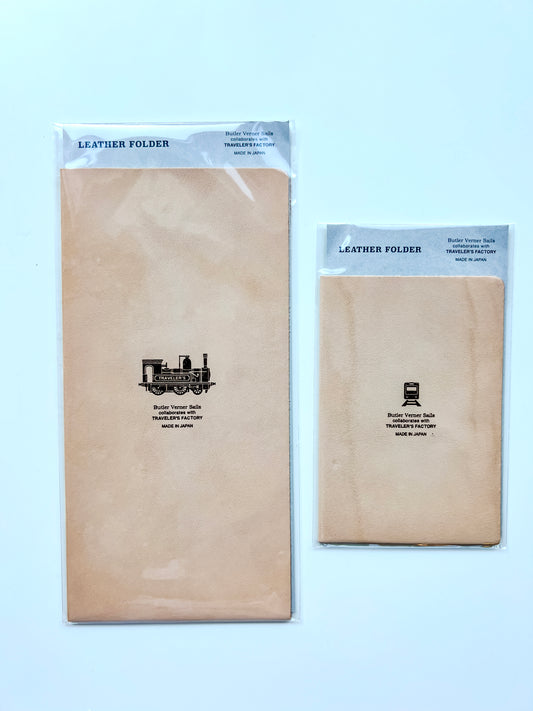 LEATHER FOLDER
Butler Verner Sails
collaborates with
TRAVELER'S FACTORY
MADE IN JAPAN
TRAVELER'S
Butler Verner Sails
collaborates with
TRAVELER'S FACTORY
MADE IN JAPAN
LEATHER FOLDER
Butler Verner Sails
collaborates with
TRAVELER'S FACTORY
MADE IN JAPAN
Butler Verner Sails
collaborates with
TRAVELER'S FACTORY
MADE IN JAPAN